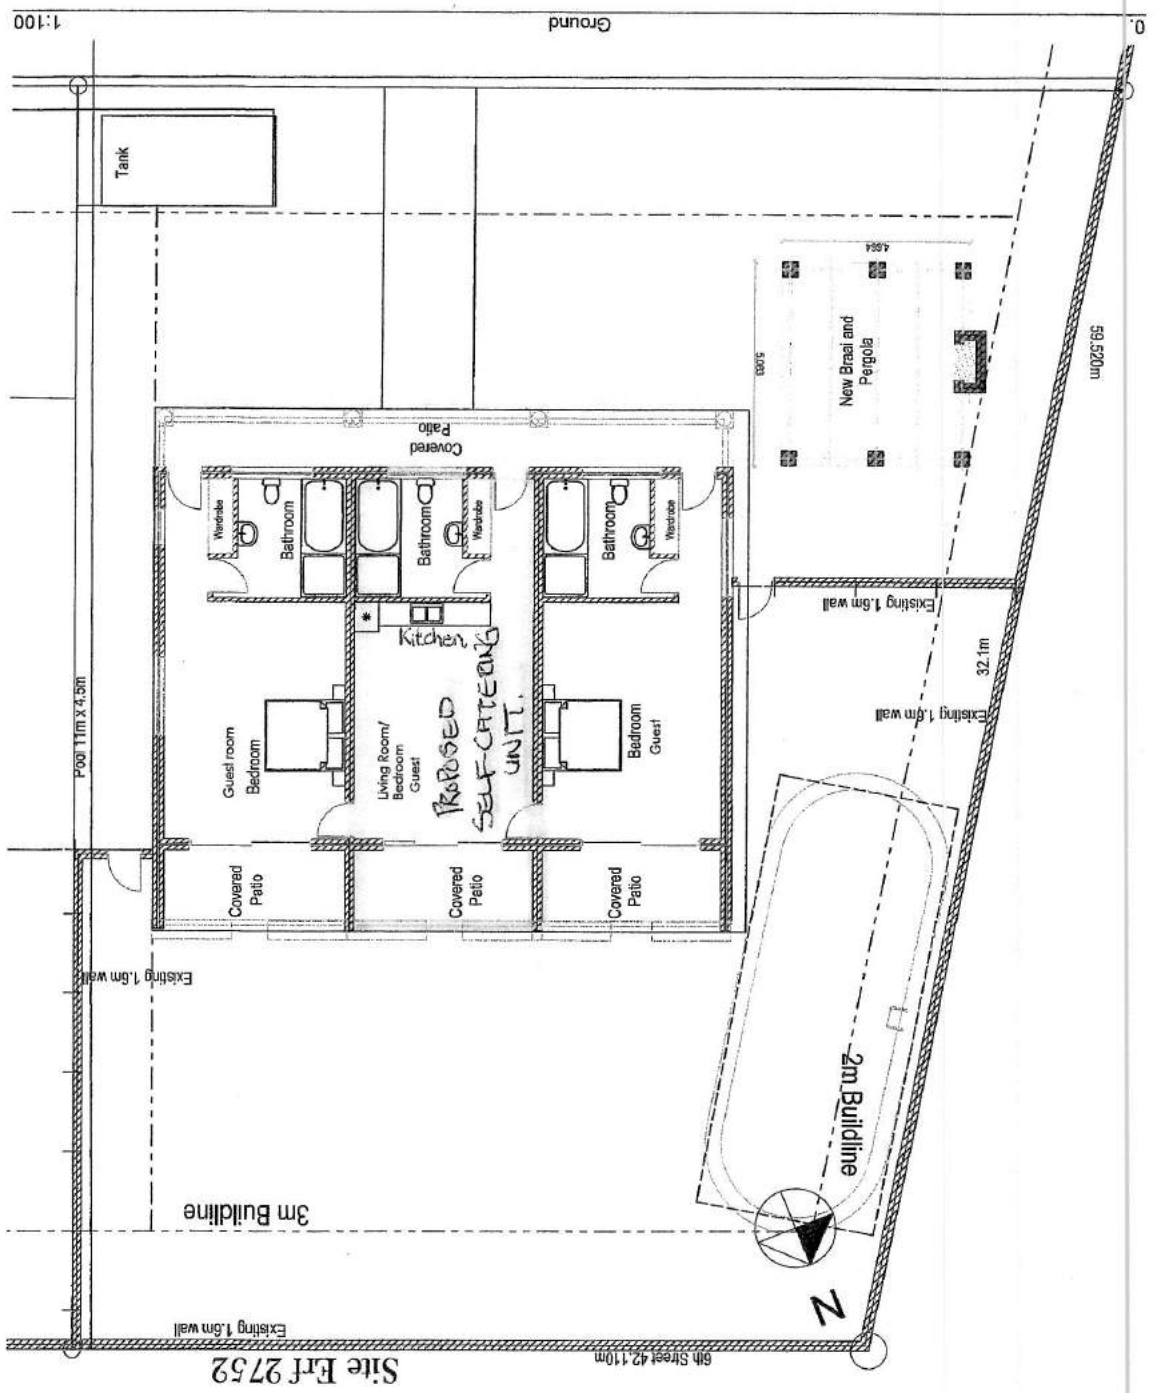 1:100
Ground
0.
Tank
4.664
5.063
New Braai and
Pergola
59.520m
Covered
Patio
Wardrobe
Bathroom
Bathroom
Wardrobe
Bathroom
Wardrobe
Existing 1.6m wall
*
Kitchen
32.1m
Pool 11m x 4.5m
Guest room
Bedroom
Living Room/
Bedroom
Guest
PROPOSED
SELF-CATERING
UNIT.
Bedroom
Guest
Existing 1.6m wall
Covered
Patio
Covered
Patio
Covered
Patio
Existing 1.6m wall
2m Buildline
3m Buildline
N
Existing 1.6m wall
6th Street 42.110m
Site Erf 2752